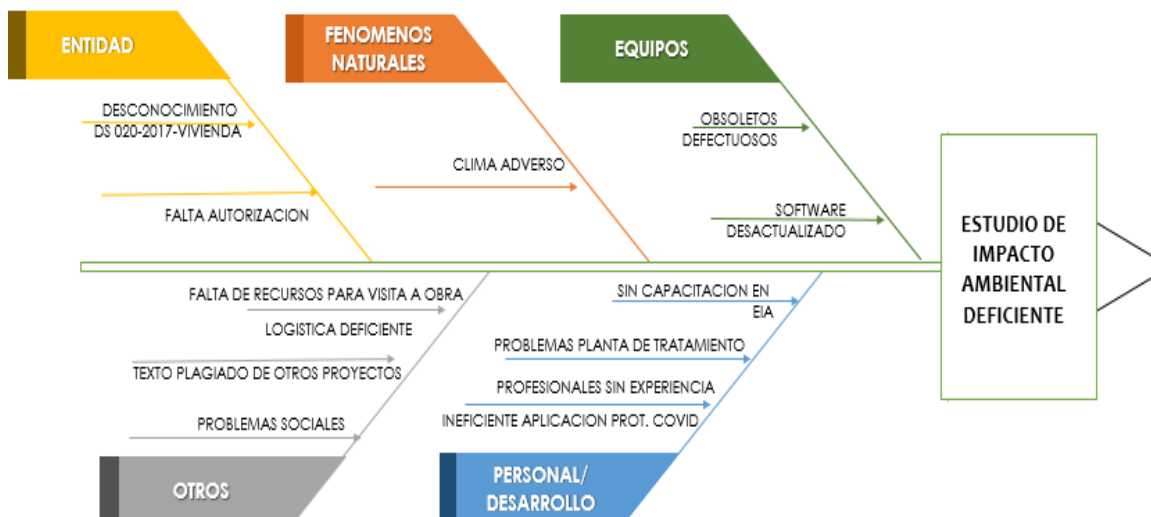 ENTIDAD
DESCONOCIMIENTO
DS 020-2017-VIVIENDA
FALTA AUTORIZACION
FENOMENOS
NATURALES
CLIMA ADVERSO
EQUIPOS
OBSOLETOS
DEFECTUOSOS
SOFTWARE
DESACTUALIZADO
ESTUDIO DE
IMPACTO
AMBIENTAL
DEFICIENTE
FALTA DE RECURSOS PARA VISITA A OBRA
LOGISTICA DEFICIENTE
TEXTO PLAGIADO DE OTROS PROYECTOS
PROBLEMAS SOCIALES
OTROS
SIN CAPACITACION EN
EIA
PROBLEMAS PLANTA DE TRATAMIENTO
PROFESIONALES SIN EXPERIENCIA
INEFICIENTE APLICACION PROT. COVID
PERSONAL/
DESARROLLO